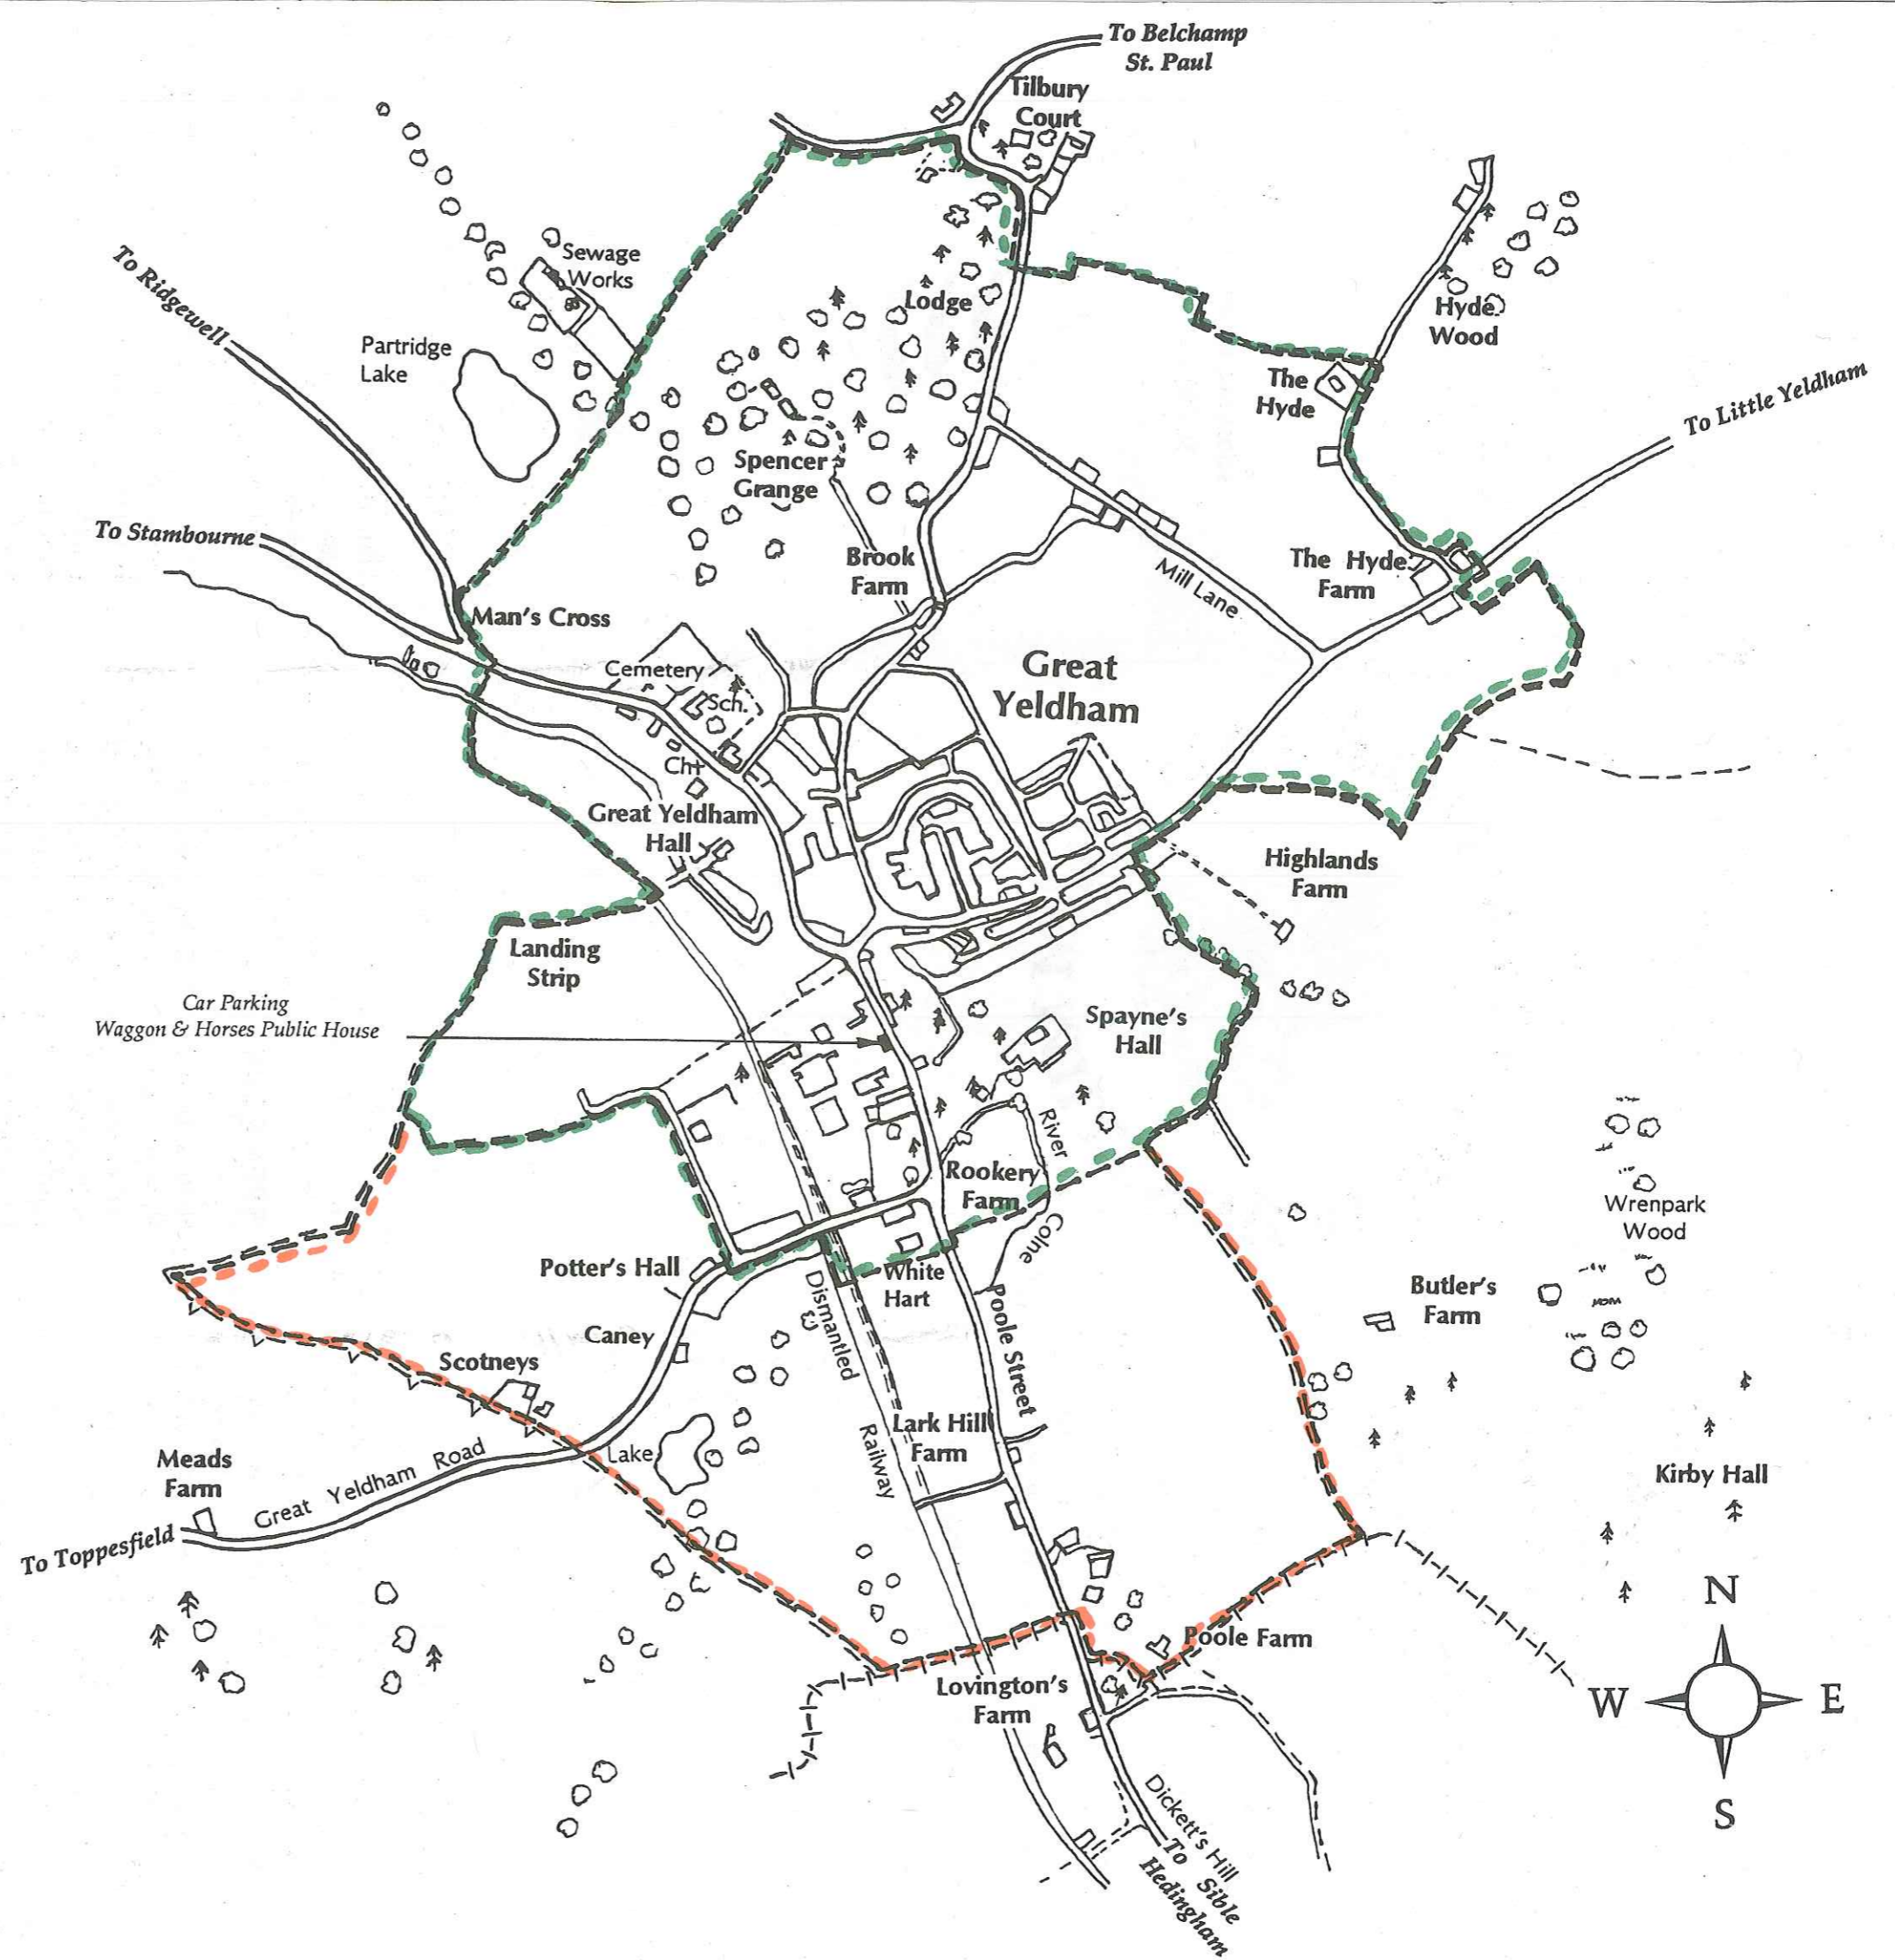 To Belchamp
St. Paul
Tilbury
Court
Sewage
Works
To Ridgewell
Partridge
Lake
Lodge
Hyde
Wood
The
Hyde
To Little Yeldham
Spencer
Grange
To Stambourne
Brook
Farm
Mill Lane
The Hyde
Farm
Man's Cross
Cemetery
Sch.
Great
Yeldham
Ch
Great Yeldham
Hall
Highlands
Farm
Landing
Strip
Car Parking
Waggon & Horses Public House
Spayne's
Hall
River
Colne
Rookery
Farm
Wrenpark
Wood
Potter's Hall
White
Hart
Butler's
Farm
Caney
Dismantled
Railway
Poole Street
Scotneys
Lark Hill
Farm
Lake
Meads
Farm
Great Yeldham Road
To Toppesfield
Kirby Hall
N
W
E
S
Poole Farm
Lovington's
Farm
Dickett's Hill
To Sible
Hedingham